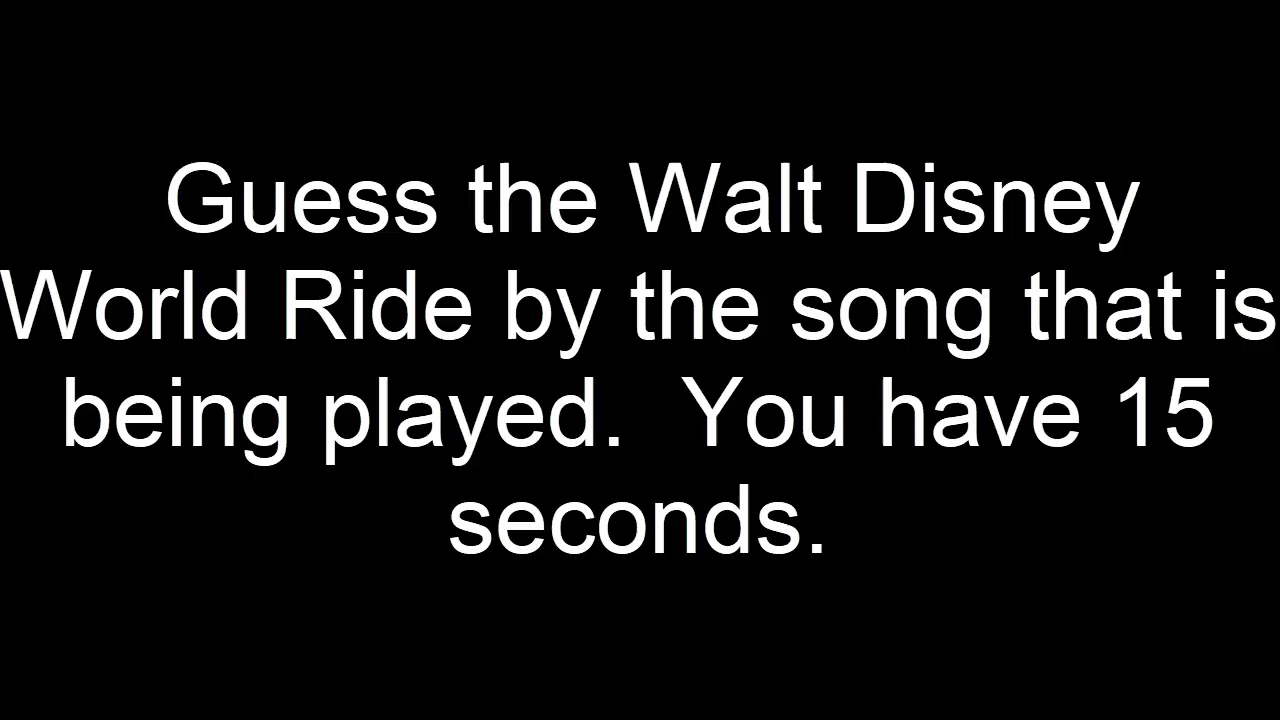 Guess the Walt Disney
World Ride by the song that is
being played.  You have 15
seconds.